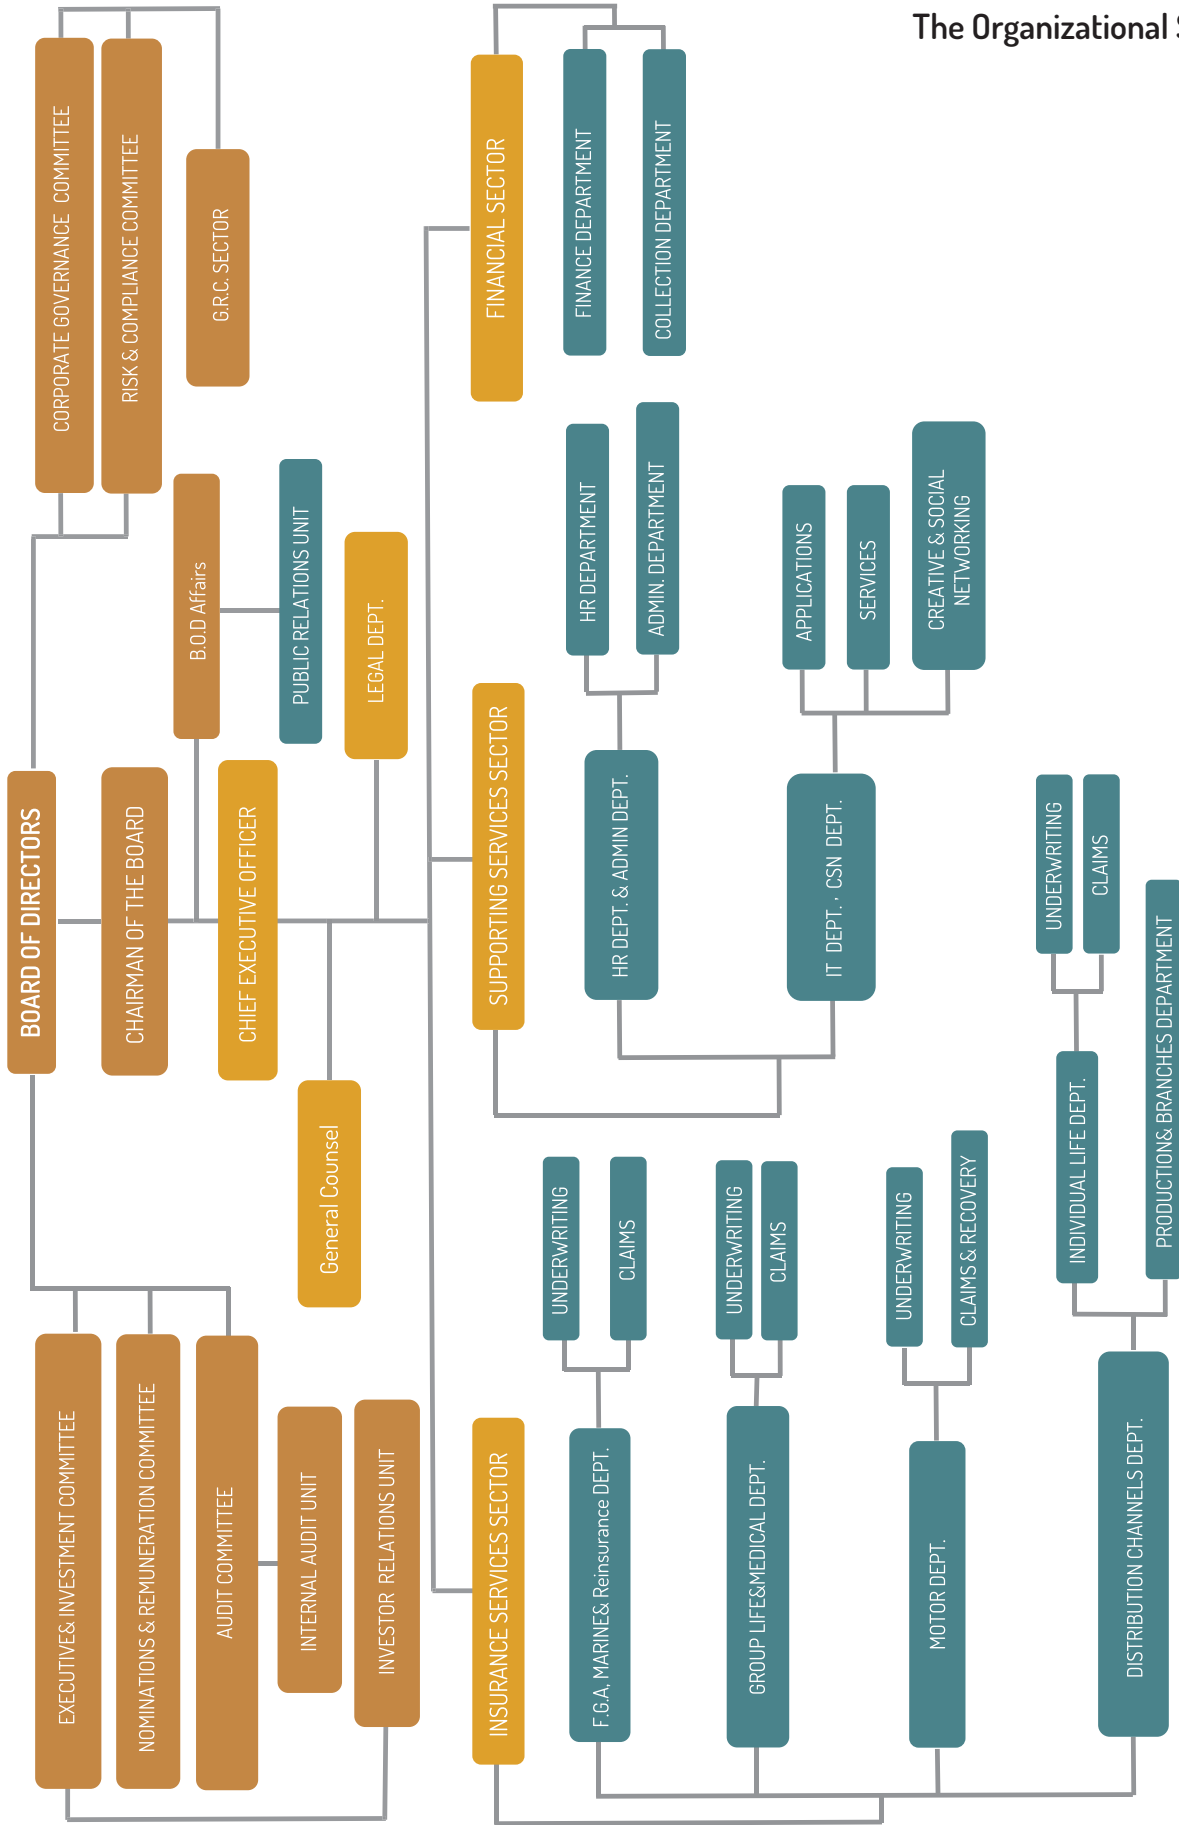 The Organizational S
BOARD OF DIRECTORS
CHAIRMAN OF THE BOARD
CHIEF EXECUTIVE OFFICER
General Counsel
LEGAL DEPT.
B.O.D Affairs
PUBLIC RELATIONS UNIT
EXECUTIVE& INVESTMENT COMMITTEE
NOMINATIONS & REMUNERATION COMMITTEE
AUDIT COMMITTEE
INTERNAL AUDIT UNIT
INVESTOR RELATIONS UNIT
CORPORATE GOVERNANCE COMMITTEE
RISK & COMPLIANCE COMMITTEE
G.R.C. SECTOR
INSURANCE SERVICES SECTOR
F.G.A, MARINE& Reinsurance DEPT.
UNDERWRITING
CLAIMS
GROUP LIFE&MEDICAL DEPT.
UNDERWRITING
CLAIMS
MOTOR DEPT.
UNDERWRITING
CLAIMS & RECOVERY
DISTRIBUTION CHANNELS DEPT.
INDIVIDUAL LIFE DEPT.
UNDERWRITING
CLAIMS
PRODUCTION& BRANCHES DEPARTMENT
SUPPORTING SERVICES SECTOR
HR DEPT. & ADMIN DEPT.
HR DEPARTMENT
ADMIN. DEPARTMENT
IT DEPT. , CSN DEPT.
APPLICATIONS
SERVICES
CREATIVE & SOCIAL
NETWORKING
FINANCIAL SECTOR
FINANCE DEPARTMENT
COLLECTION DEPARTMENT